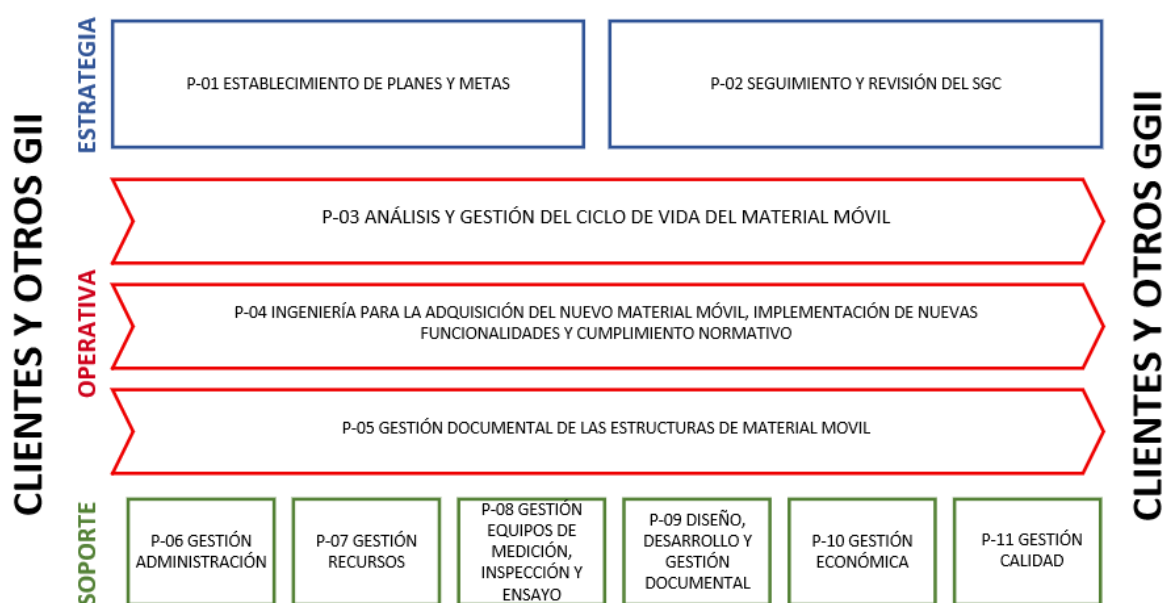 CLIENTES Y OTROS GII
ESTRATEGIA
P-01 ESTABLECIMIENTO DE PLANES Y METAS
P-02 SEGUIMIENTO Y REVISIÓN DEL SGC
OPERATIVA
P-03 ANÁLISIS Y GESTIÓN DEL CICLO DE VIDA DEL MATERIAL MÓVIL
P-04 INGENIERÍA PARA LA ADQUISICIÓN DEL NUEVO MATERIAL MÓVIL, IMPLEMENTACIÓN DE NUEVAS
FUNCIONALIDADES Y CUMPLIMIENTO NORMATIVO
P-05 GESTIÓN DOCUMENTAL DE LAS ESTRUCTURAS DE MATERIAL MOVIL
SOPORTE
P-06 GESTIÓN
ADMINISTRACIÓN
P-07 GESTIÓN
RECURSOS
P-08 GESTIÓN
EQUIPOS DE
MEDICIÓN,
INSPECCIÓN Y
ENSAYO
P-09 DISEÑO,
DESARROLLO Y
GESTIÓN
DOCUMENTAL
P-10 GESTIÓN
ECONÓMICA
P-11 GESTIÓN
CALIDAD
CLIENTES Y OTROS GGII